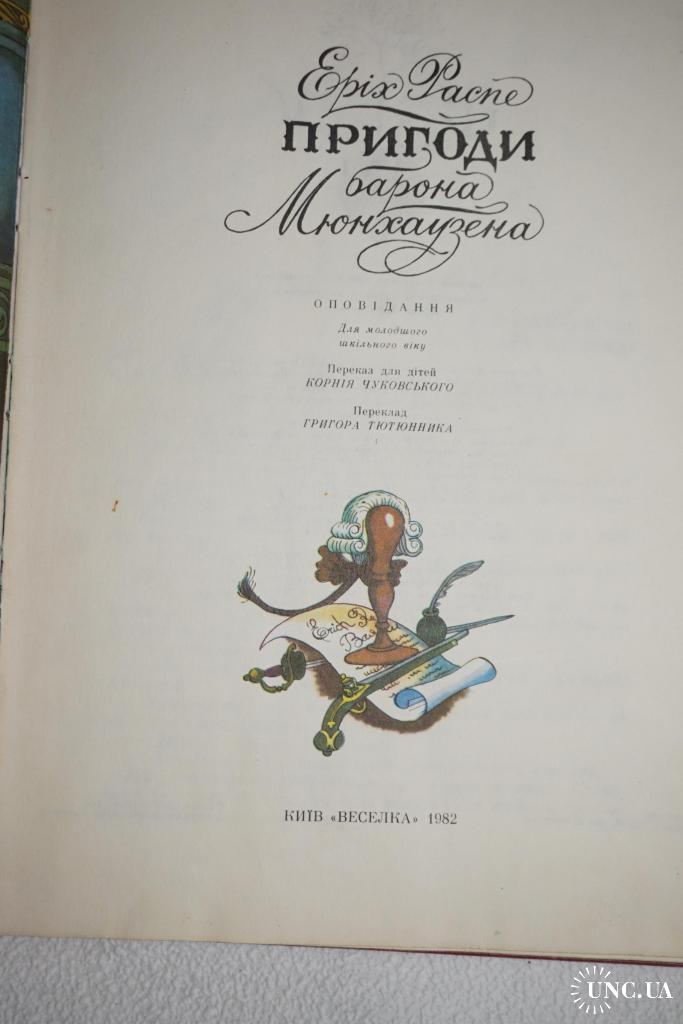 Еріх Распе
ПРИГОДИ
барона
Мюнхаузена
ОПОВІДАННЯ
Для молодшого
шкільного віку
Переказ для дітей
КОРНІЯ ЧУКОВСЬКОГО
Переклад
ГРИГОРА ТЮТЮННИКА
Erich
КИЇВ «ВЕСЕЛКА» 1982
UNC.UA